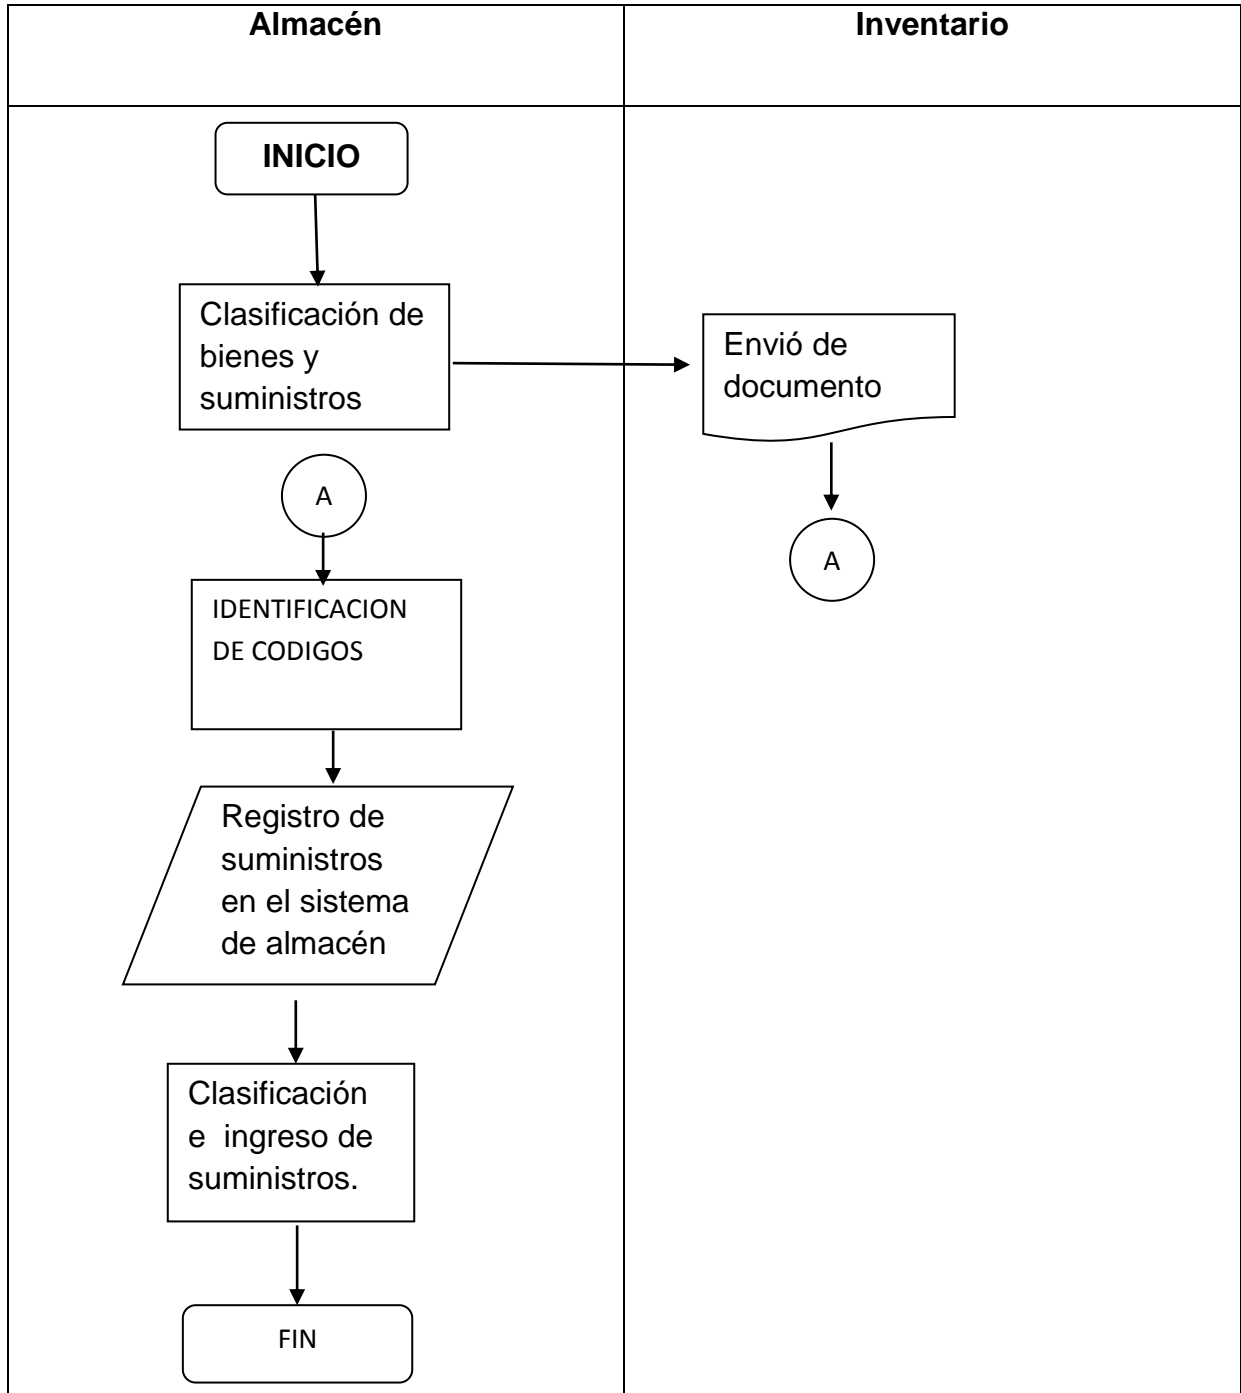 Almacén
Inventario
INICIO
Clasificación de
bienes y
suministros
Envió de
documento
A
A
IDENTIFICACION
DE CODIGOS
Registro de
suministros
en el sistema
de almacén
Clasificación
e  ingreso de
suministros.
FIN